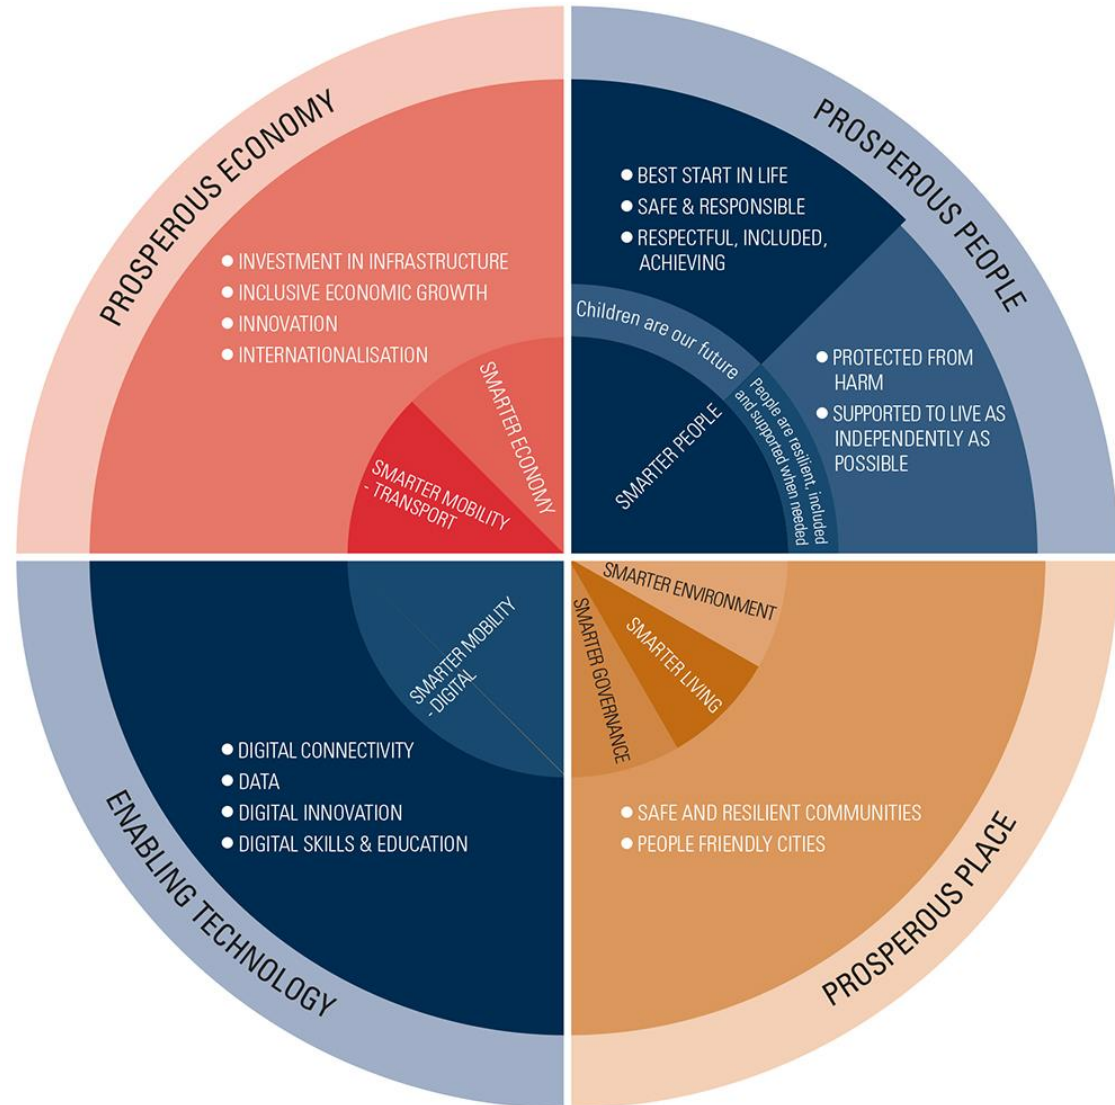 PROSPEROUS ECONOMY
INVESTMENT IN INFRASTRUCTURE
INCLUSIVE ECONOMIC GROWTH
INNOVATION
INTERNATIONALISATION
SMARTER ECONOMY
SMARTER MOBILITY
- TRANSPORT
PROSPEROUS PEOPLE
BEST START IN LIFE
SAFE & RESPONSIBLE
RESPECTFUL, INCLUDED,
ACHIEVING
Children are our future
PROTECTED FROM
HARM
SUPPORTED TO LIVE AS
INDEPENDENTLY AS
POSSIBLE
People are resilient, included
and supported when needed
SMARTER PEOPLE
SMARTER MOBILITY
- DIGITAL
DIGITAL CONNECTIVITY
DATA
DIGITAL INNOVATION
DIGITAL SKILLS & EDUCATION
ENABLING TECHNOLOGY
SMARTER ENVIRONMENT
SMARTER LIVING
SMARTER GOVERNANCE
SAFE AND RESILIENT COMMUNITIES
PEOPLE FRIENDLY CITIES
PROSPEROUS PLACE